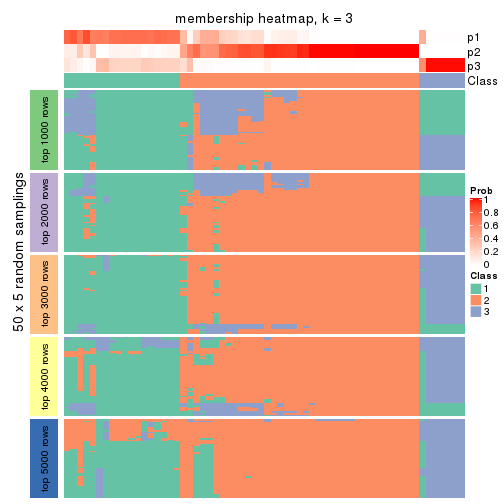 membership heatmap, k = 3
p1
p2
p3
Class
50 x 5 random samplings
top 1000 rows
top 2000 rows
top 3000 rows
top 4000 rows
top 5000 rows
Prob
1
0.8
0.6
0.4
0.2
0
Class
1
2
3